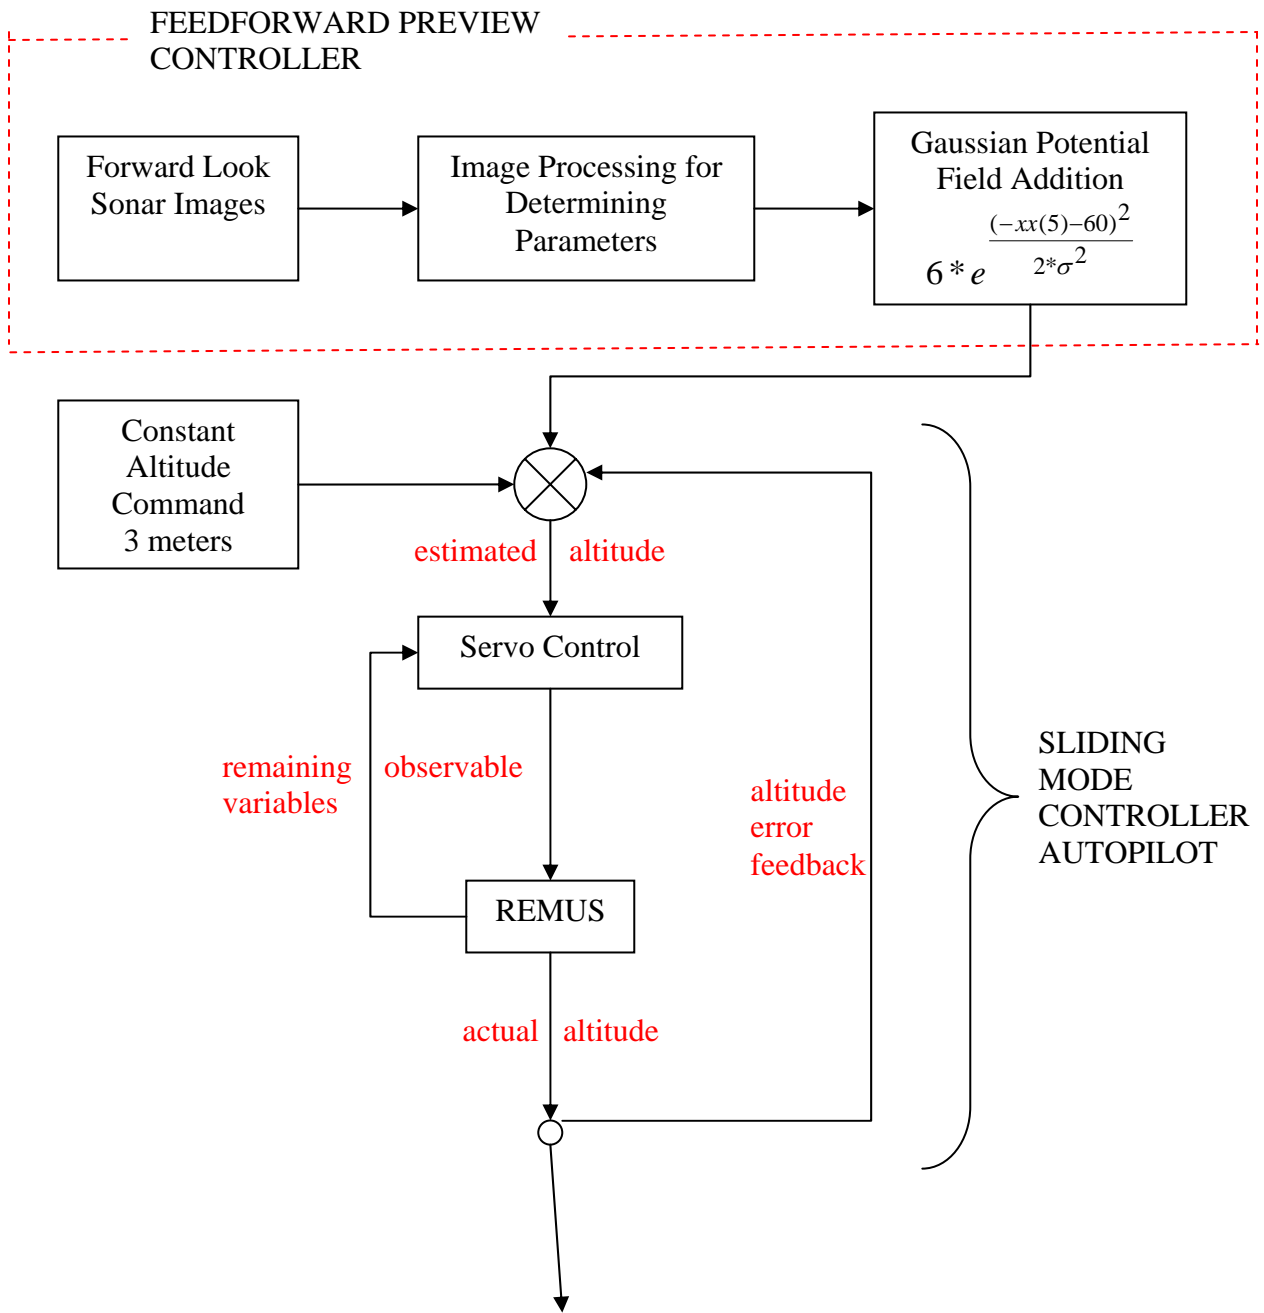 FEEDFORWARD PREVIEW
CONTROLLER
Forward Look
Sonar Images
Image Processing for
Determining
Parameters
Gaussian Potential
Field Addition
6 * e^((−xx(5)−60)^2 / 2*σ^2)
Constant
Altitude
Command
3 meters
estimated altitude
Servo Control
remaining observable
variables
altitude
error
feedback
REMUS
actual altitude
SLIDING
MODE
CONTROLLER
AUTOPILOT